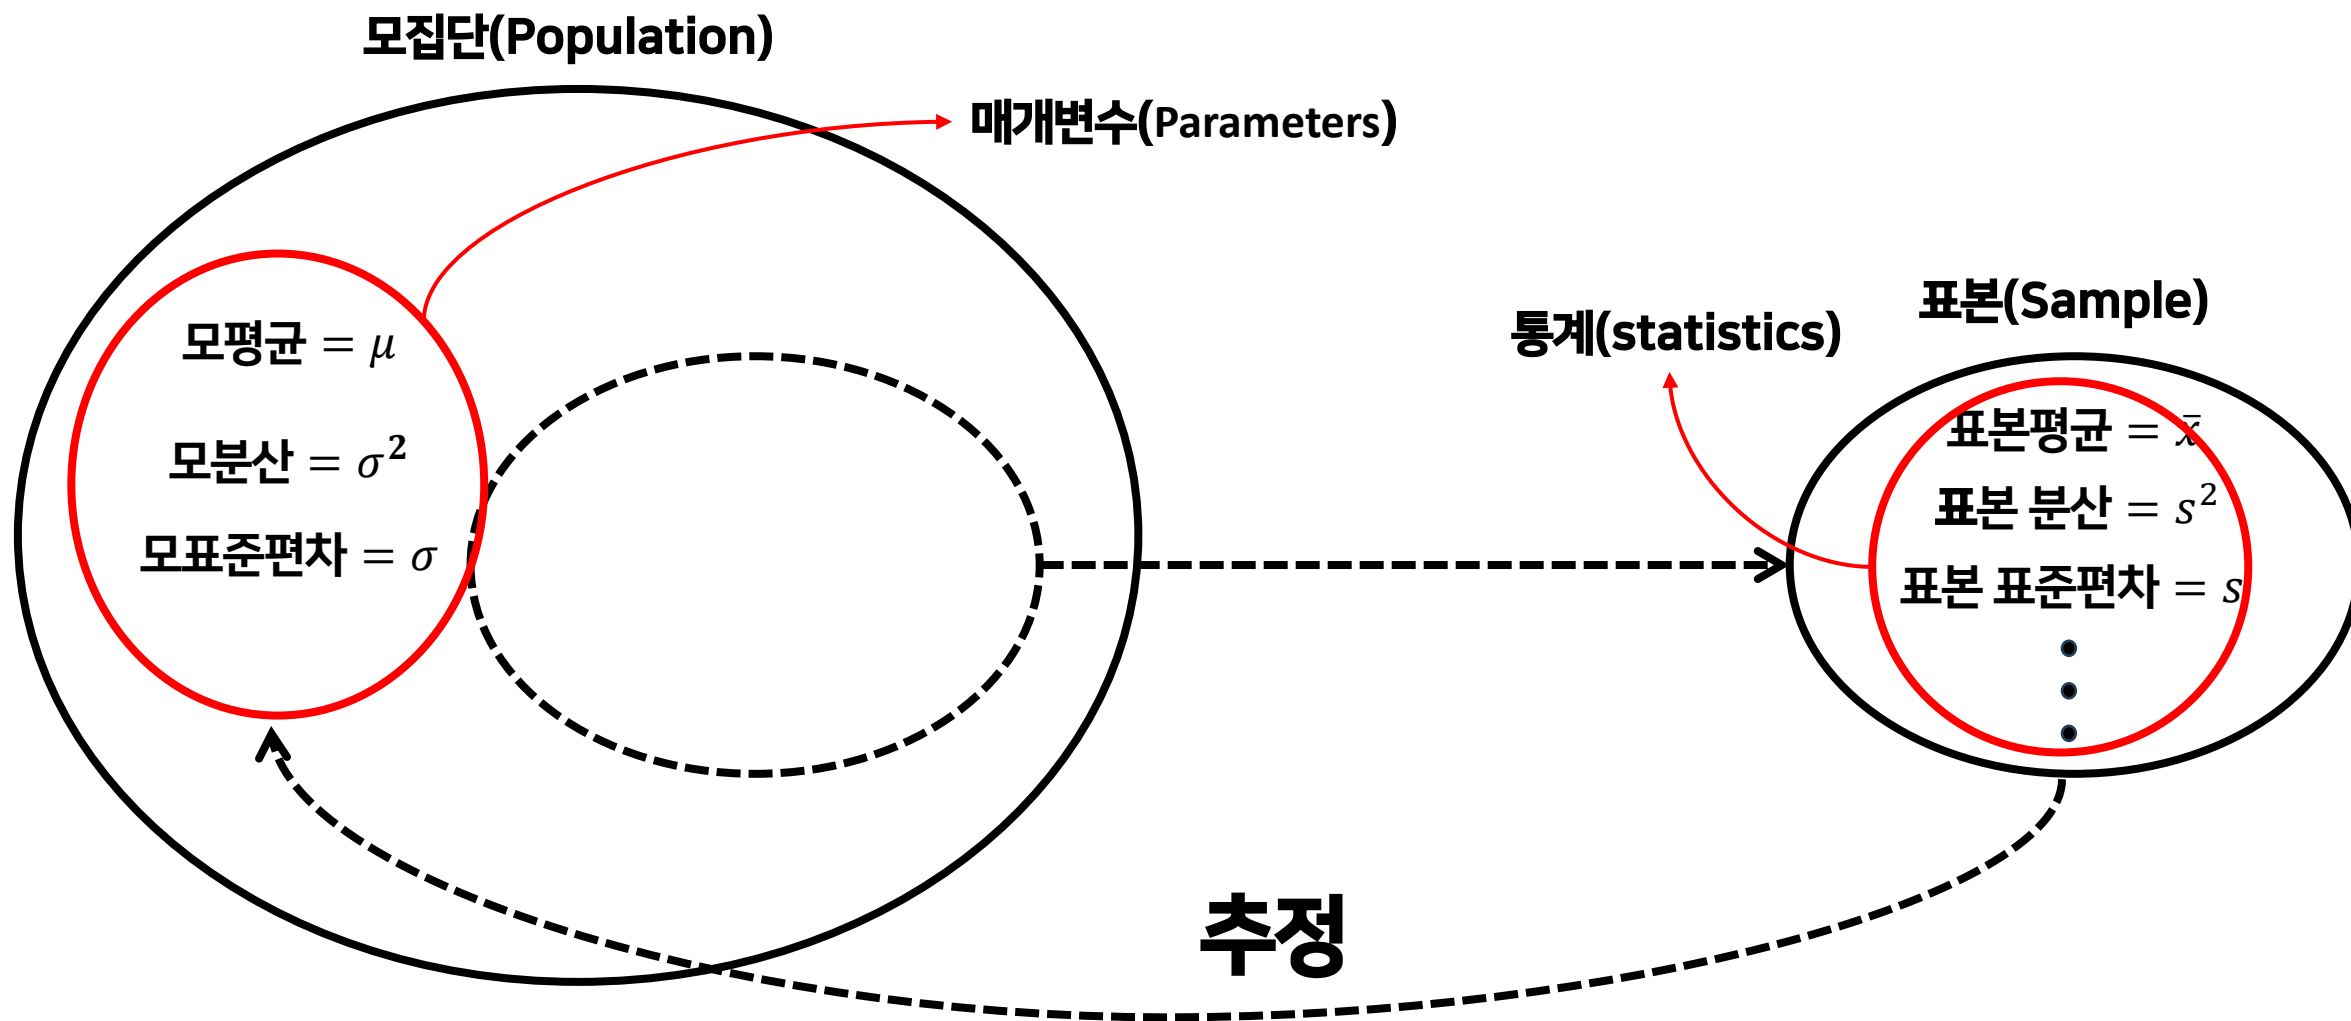 모집단(Population)
매개변수(Parameters)
모평균 = μ
모분산 = σ²
모표준편차 = σ
통계(statistics)
표본(Sample)
표본평균 = x̄
표본 분산 = s²
표본 표준편차 = s
추정